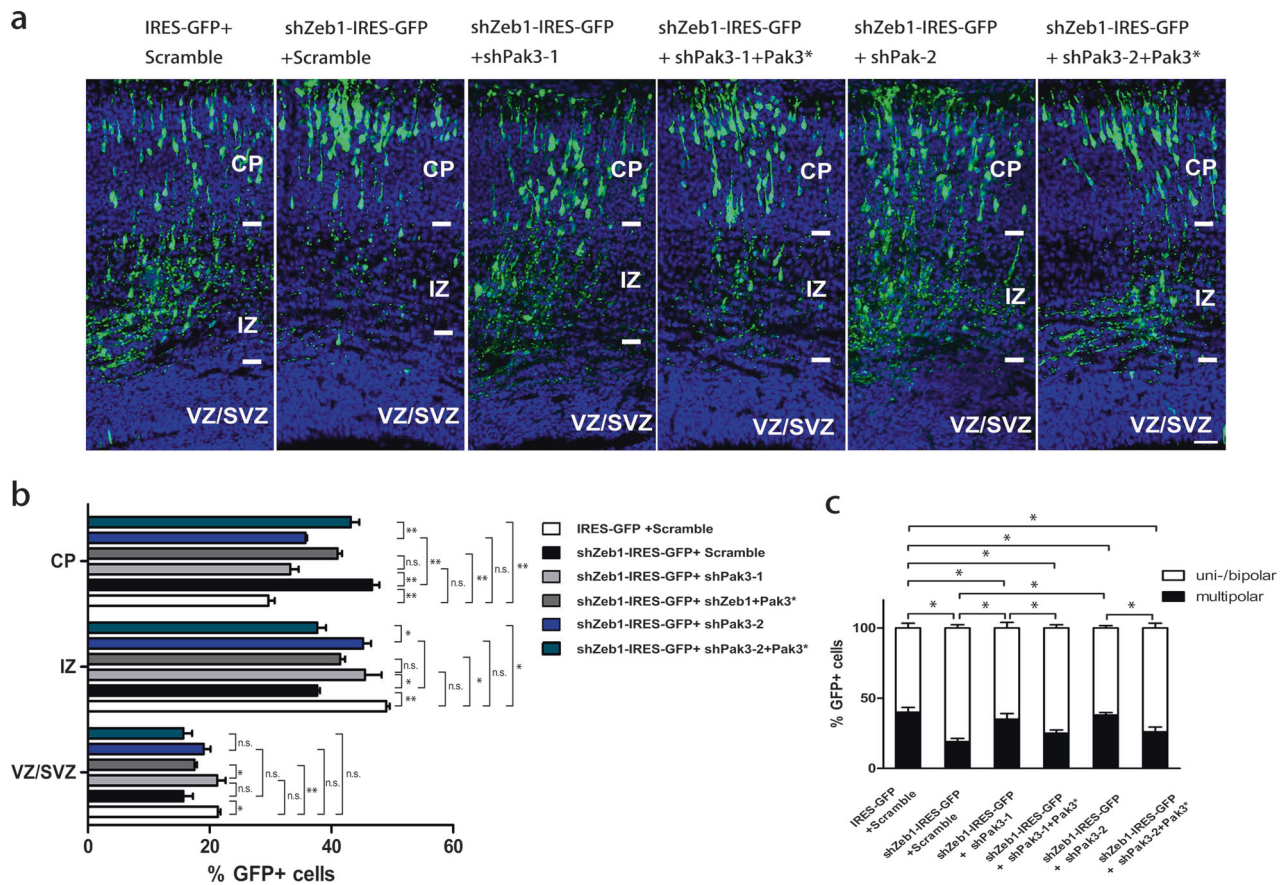 a
IRES-GFP+
Scramble
shZeb1-IRES-GFP
+Scramble
shZeb1-IRES-GFP
+shPak3-1
shZeb1-IRES-GFP
+ shPak3-1+Pak3*
shZeb1-IRES-GFP
+ shPak-2
shZeb1-IRES-GFP
+ shPak3-2+Pak3*
CP
IZ
VZ/SVZ
CP
IZ
VZ/SVZ
CP
IZ
VZ/SVZ
CP
IZ
VZ/SVZ
CP
IZ
VZ/SVZ
CP
IZ
VZ/SVZ
b
CP
IZ
VZ/SVZ
** n.s. ** ** ** n.s. ** n.s. **
* n.s. * ** n.s. n.s. * n.s. *
n.s. * n.s. * n.s. n.s. n.s. ** n.s. n.s.
0 20 40 60
% GFP+ cells
IRES-GFP +Scramble
shZeb1-IRES-GFP+ Scramble
shZeb1-IRES-GFP+ shPak3-1
shZeb1-IRES-GFP+ shZeb1+Pak3*
shZeb1-IRES-GFP+ shPak3-2
shZeb1-IRES-GFP+ shPak3-2+Pak3*
c
*
*
*
* *
* * * *
uni-/bipolar
multipolar
100
50
0
% GFP+ cells
IRES-GFP
+Scramble
shZeb1-IRES-GFP
+Scramble
shZeb1-IRES-GFP
+ shPak3-1
shZeb1-IRES-GFP
+ shPak3-1+Pak3*
shZeb1-IRES-GFP
+ shPak3-2
shZeb1-IRES-GFP
+ shPak3-2+Pak3*